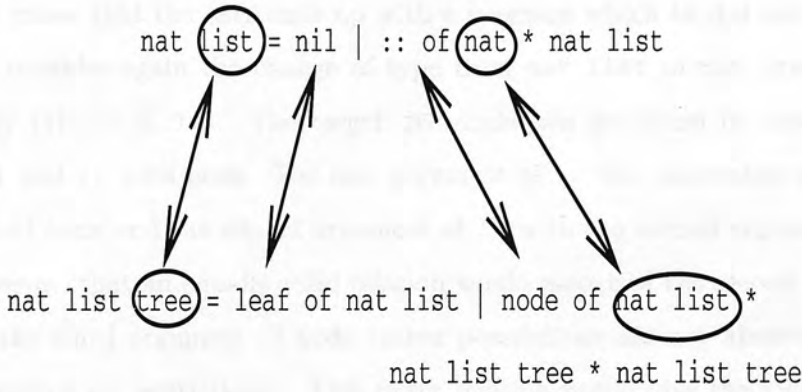 nat list = nil | :: of nat * nat list
nat list tree = leaf of nat list | node of nat list *
nat list tree * nat list tree